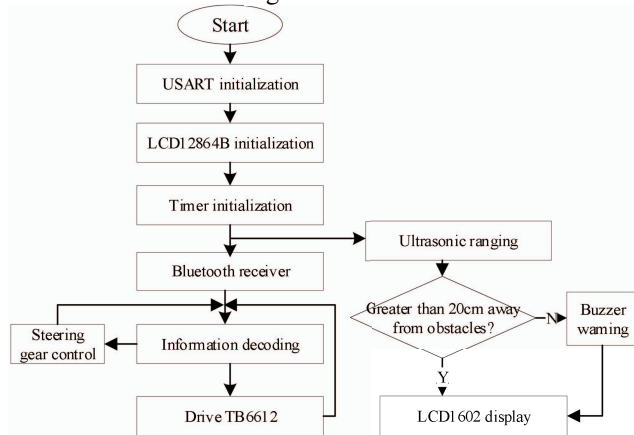 Start
USART initialization
LCD12864B initialization
Timer initialization
Ultrasonic ranging
Bluetooth receiver
Greater than 20cm away
from obstacles?
N
Buzzer
warning
Steering
gear control
Information decoding
Y
Drive TB6612
LCD1602 display